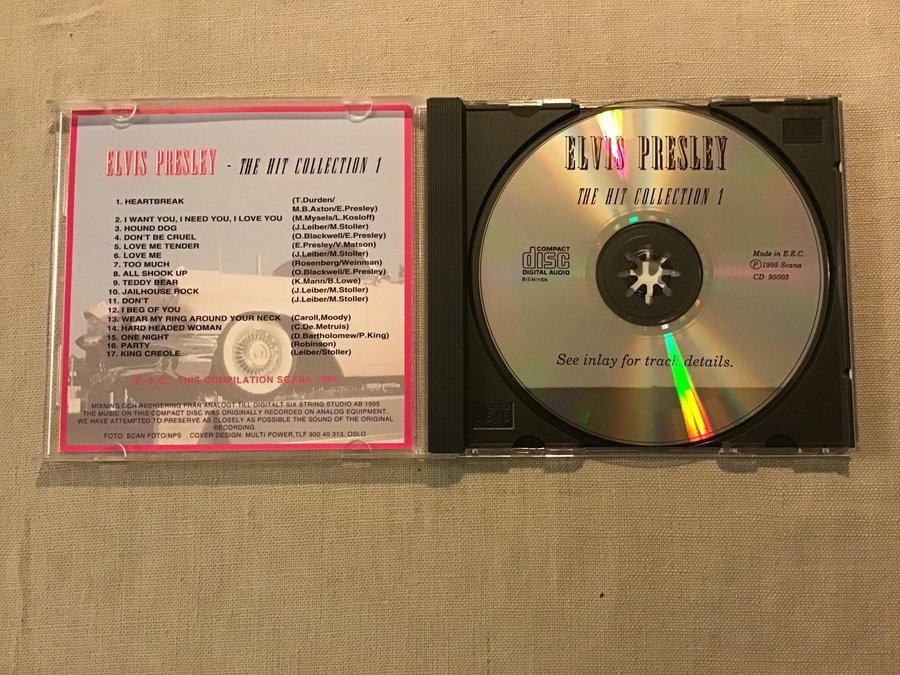 ELVIS PRESLEY - THE HIT COLLECTION 1
1. HEARTBREAK (T.Durden/
M.B.Axton/E.Presley)
2. I WANT YOU, I NEED YOU, I LOVE YOU (M.Mysels/L.Kosloff)
3. HOUND DOG (J.Leiber/M.Stoller)
4. DON'T BE CRUEL (O.Blackwell/E.Presley)
5. LOVE ME TENDER (E.Presley/V.Matson)
6. LOVE ME (J.Leiber/M.Stoller)
7. TOO MUCH (Rosenberg/Weinman)
8. ALL SHOOK UP (O.Blackwell/E.Presley)
9. TEDDY BEAR (K.Mann/B.Lowe)
10. JAILHOUSE ROCK (J.Leiber/M.Stoller)
11. DON'T (J.Leiber/M.Stoller)
12. I BEG OF YOU
13. WEAR MY RING AROUND YOUR NECK (Caroll,Moody)
14. HARD HEADED WOMAN (C.De.Metruis)
15. ONE NIGHT (D.Bartholomew/P.King)
16. PARTY (Robinson)
17. KING CREOLE (Leiber/Stoller)
P & C THIS COMPILATION SCANA 1995
MIXNING OCH REDIGERING FRÅN ANALOGT TILL DIGITALT SIX STRING STUDIO AB 1995
THE MUSIC ON THIS COMPACT DISC WAS ORIGINALLY RECORDED ON ANALOG EQUIPMENT.
WE HAVE ATTEMPTED TO PRESERVE AS CLOSELY AS POSSIBLE THE SOUND OF THE ORIGINAL
RECORDING.
FOTO: SCAN FOTO/NPS COVER DESIGN: MULTI POWER,TLF 900 40 313, OSLO
ELVIS PRESLEY
THE HIT COLLECTION 1
COMPACT
disc
DIGITAL AUDIO
BIEM/ncb
Made in E.E.C.
Ⓟ1995 Scana
CD 95003
See inlay for track details.